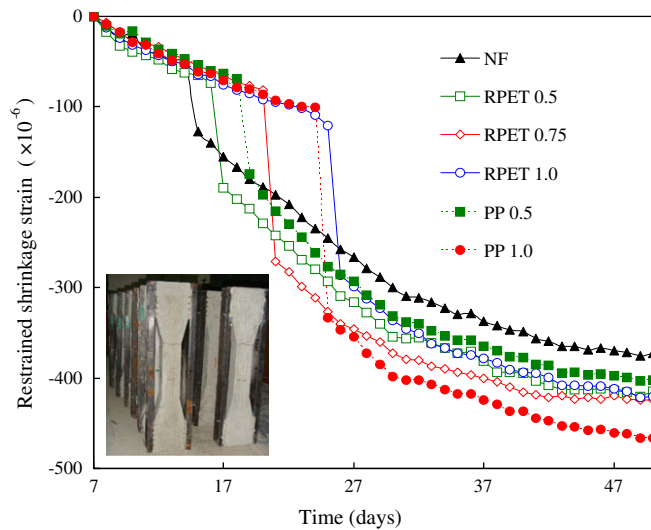 0
-100
-200
-300
-400
-500
7
17
27
37
47
Time (days)
Restrained shrinkage strain ( ×10⁻⁶)
NF
RPET 0.5
RPET 0.75
RPET 1.0
PP 0.5
PP 1.0